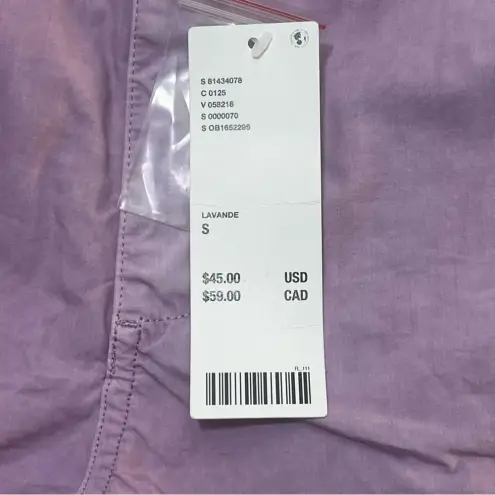 S 81434078
C 0125
V 058218
S 0000070
S OB1652296
LAVANDE
S
$45.00 USD
$59.00 CAD